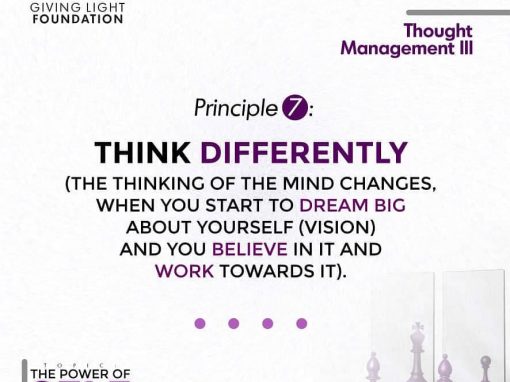 GIVING LIGHT
FOUNDATION
Thought
Management III
Principle 7:
THINK DIFFERENTLY
(THE THINKING OF THE MIND CHANGES,
WHEN YOU START TO DREAM BIG
ABOUT YOURSELF (VISION)
AND YOU BELIEVE IN IT AND
WORK TOWARDS IT).
TOPIC
THE POWER OF